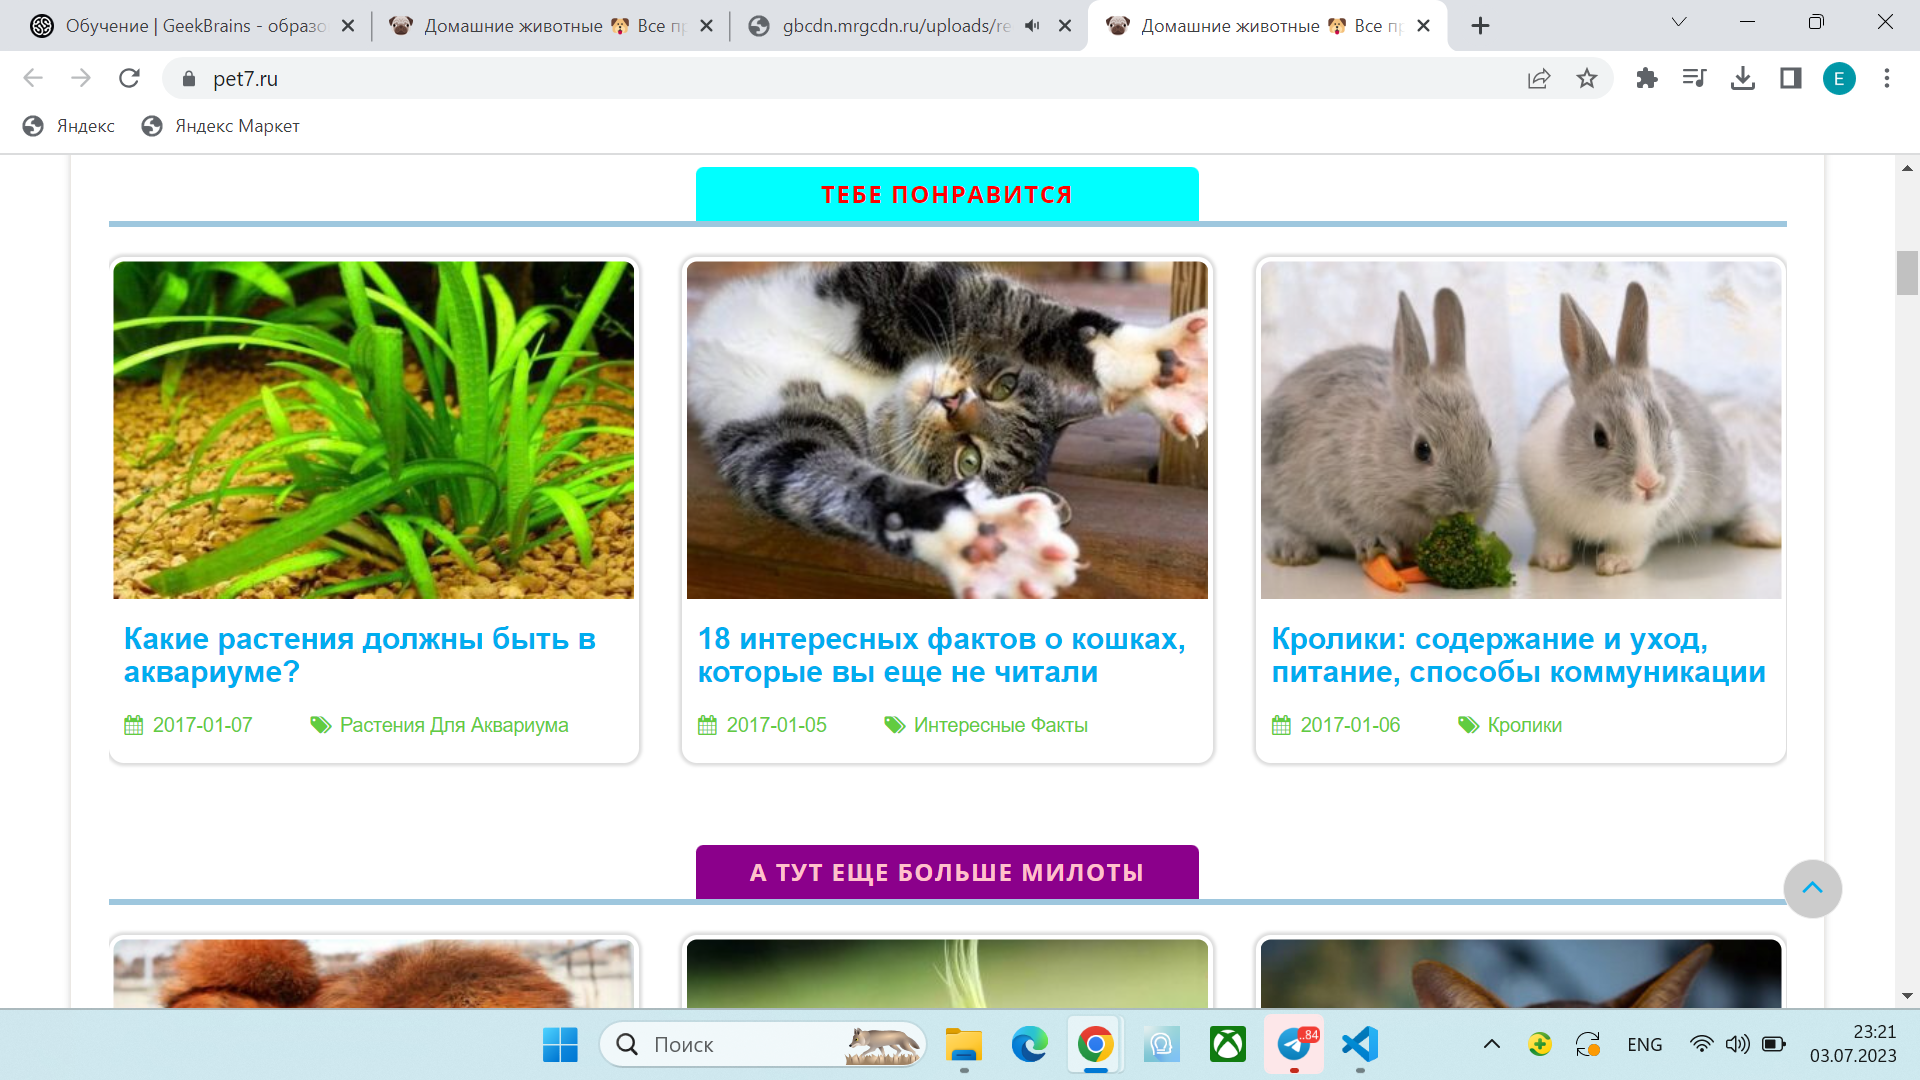 Обучение | GeekBrains - образо
Домашние животные 🐶 Все п
gbcdn.mrgcdn.ru/uploads/re
Домашние животные 🐶 Все п
pet7.ru
E
Яндекс
Яндекс Маркет
ТЕБЕ ПОНРАВИТСЯ
Какие растения должны быть в
аквариуме?
2017-01-07
Растения Для Аквариума
18 интересных фактов о кошках,
которые вы еще не читали
2017-01-05
Интересные Факты
Кролики: содержание и уход,
питание, способы коммуникации
2017-01-06
Кролики
А ТУТ ЕЩЕ БОЛЬШЕ МИЛОТЫ
Поиск
..84
ENG
23:21
03.07.2023